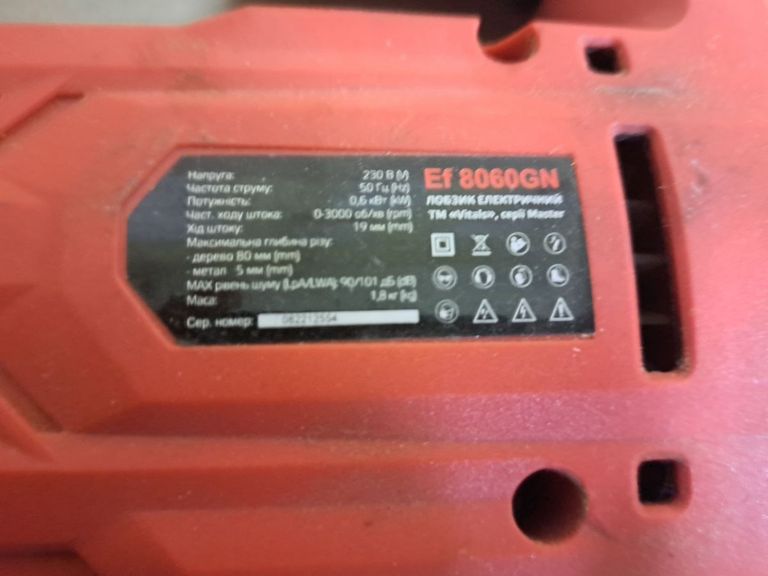 Ef 8060GN
ЛОБЗИК ЕЛЕКТРИЧНИЙ
ТМ «Vitals», серії Master
Напруга: 230 В (V)
Частота струму: 50 Гц (Hz)
Потужність: 0,6 кВт (kW)
Част. ходу штока: 0-3000 об/хв (rpm)
Хід штоку: 19 мм (mm)
Максимальна глибина різу:
- дерево 80 мм (mm)
- метал 5 мм (mm)
MAX рівень шуму (LpA/LWA): 90/101 дБ (dB)
Маса: 1,8 кг (kg)
Сер. номер: 082212554